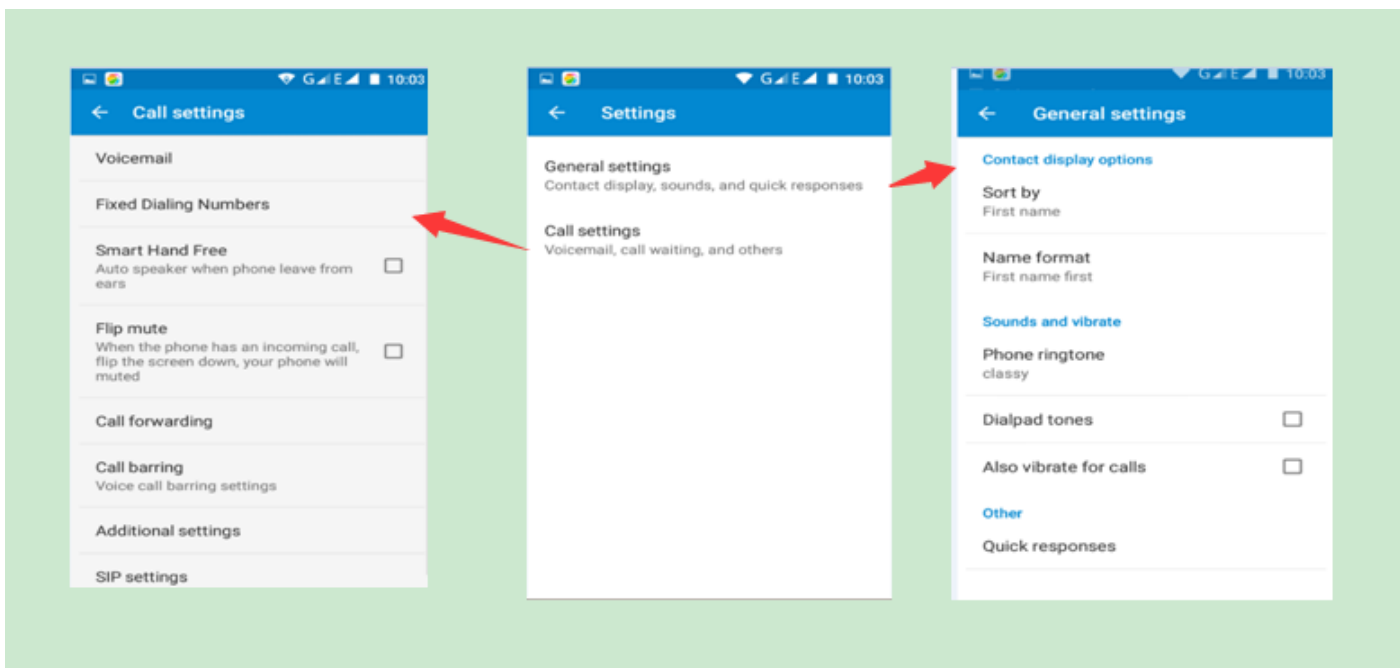 G E 10:03
Call settings
Voicemail
Fixed Dialing Numbers
Smart Hand Free
Auto speaker when phone leave from
ears
Flip mute
When the phone has an incoming call,
flip the screen down, your phone will
muted
Call forwarding
Call barring
Voice call barring settings
Additional settings
SIP settings
G E 10:03
Settings
General settings
Contact display, sounds, and quick responses
Call settings
Voicemail, call waiting, and others
G E 10:03
General settings
Contact display options
Sort by
First name
Name format
First name first
Sounds and vibrate
Phone ringtone
classy
Dialpad tones
Also vibrate for calls
Other
Quick responses